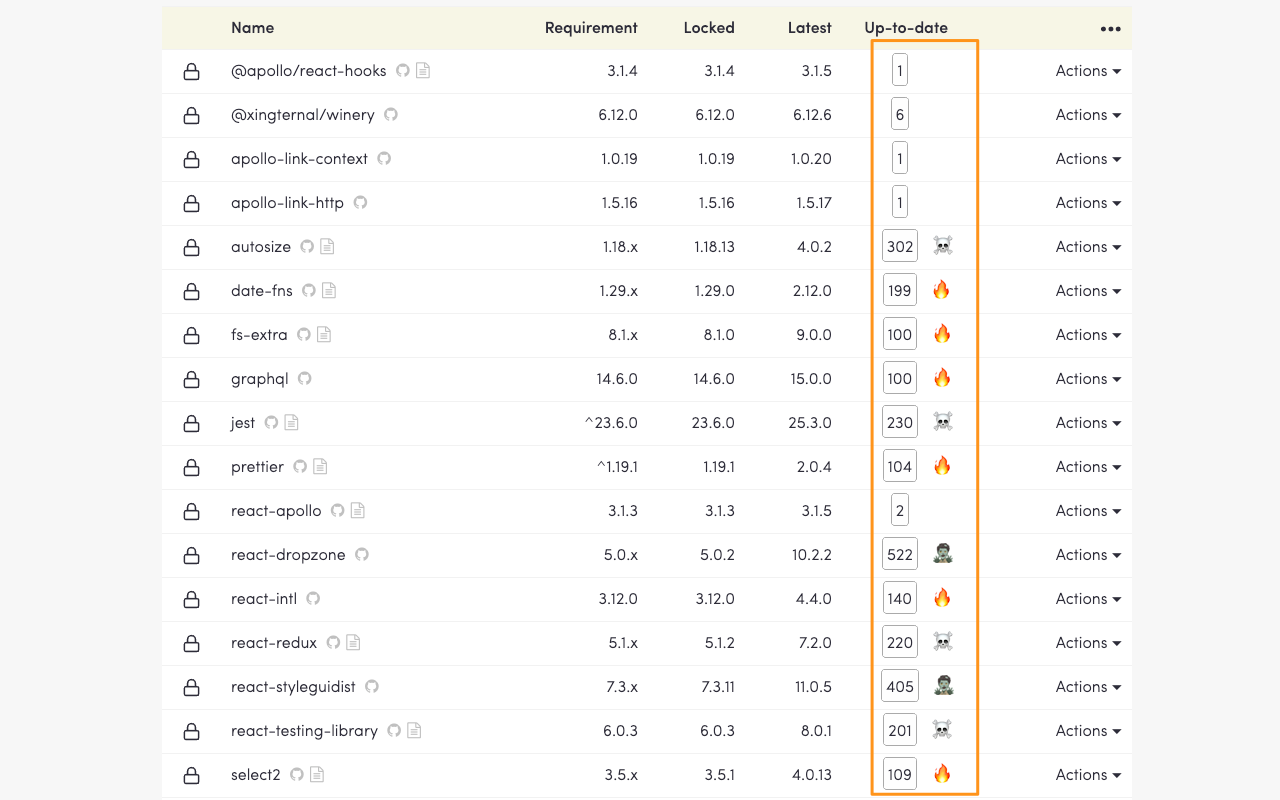 Name Requirement Locked Latest Up-to-date •••
@apollo/react-hooks 3.1.4 3.1.4 3.1.5 1 Actions
@xingternal/winery 6.12.0 6.12.0 6.12.6 6 Actions
apollo-link-context 1.0.19 1.0.19 1.0.20 1 Actions
apollo-link-http 1.5.16 1.5.16 1.5.17 1 Actions
autosize 1.18.x 1.18.13 4.0.2 302 Actions
date-fns 1.29.x 1.29.0 2.12.0 199 Actions
fs-extra 8.1.x 8.1.0 9.0.0 100 Actions
graphql 14.6.0 14.6.0 15.0.0 100 Actions
jest ^23.6.0 23.6.0 25.3.0 230 Actions
prettier ^1.19.1 1.19.1 2.0.4 104 Actions
react-apollo 3.1.3 3.1.3 3.1.5 2 Actions
react-dropzone 5.0.x 5.0.2 10.2.2 522 Actions
react-intl 3.12.0 3.12.0 4.4.0 140 Actions
react-redux 5.1.x 5.1.2 7.2.0 220 Actions
react-styleguidist 7.3.x 7.3.11 11.0.5 405 Actions
react-testing-library 6.0.3 6.0.3 8.0.1 201 Actions
select2 3.5.x 3.5.1 4.0.13 109 Actions